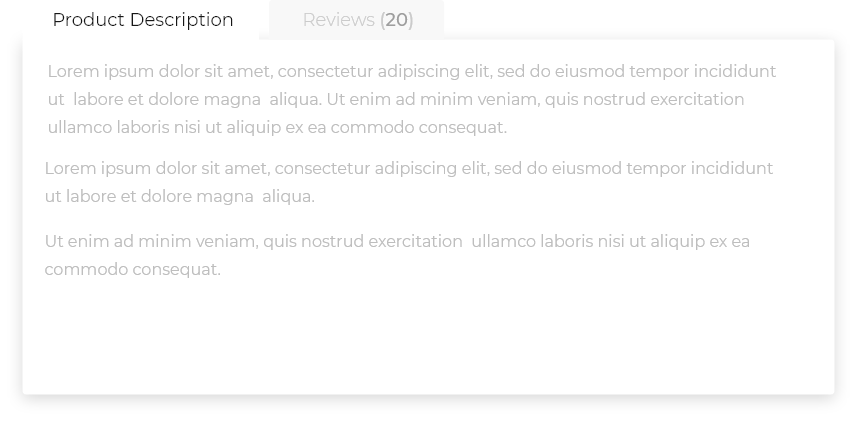 Product Description
Reviews (20)
Lorem ipsum dolor sit amet, consectetur adipiscing elit, sed do eiusmod tempor incididunt
ut labore et dolore magna aliqua. Ut enim ad minim veniam, quis nostrud exercitation
ullamco laboris nisi ut aliquip ex ea commodo consequat.
Lorem ipsum dolor sit amet, consectetur adipiscing elit, sed do eiusmod tempor incididunt
ut labore et dolore magna aliqua.
Ut enim ad minim veniam, quis nostrud exercitation ullamco laboris nisi ut aliquip ex ea
commodo consequat.